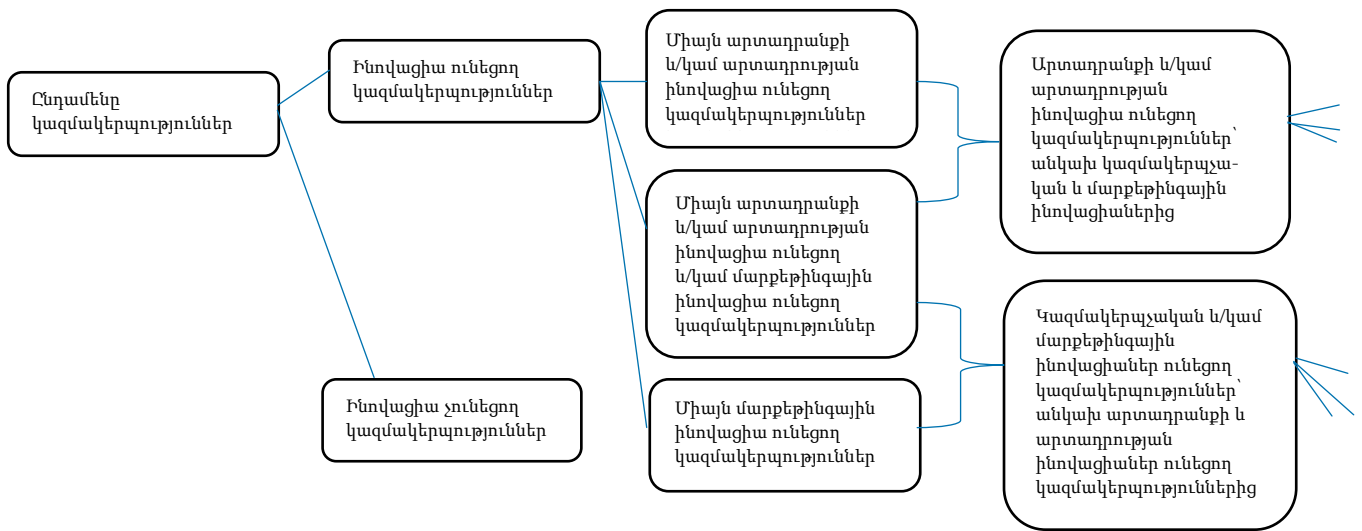 Ընդամենը
կազմակերպություններ
Ինովացիա ունեցող
կազմակերպություններ
Ինովացիա չունեցող
կազմակերպություններ
Միայն արտադրանքի
և/կամ արտադրության
ինովացիա ունեցող
կազմակերպություններ
Միայն արտադրանքի
և/կամ արտադրության
ինովացիա ունեցող
և/կամ մարքեթինգային
ինովացիա ունեցող
կազմակերպություններ
Միայն մարքեթինգային
ինովացիա ունեցող
կազմակերպություններ
Արտադրանքի և/կամ
արտադրության
ինովացիա ունեցող
կազմակերպություններ՝
անկախ կազմակերպչա-
կան և մարքեթինգային
ինովացիաներից
Կազմակերպչական և/կամ
մարքեթինգային
ինովացիաներ ունեցող
կազմակերպություններ՝
անկախ արտադրանքի և
արտադրության
ինովացիաներ ունեցող
կազմակերպություններից